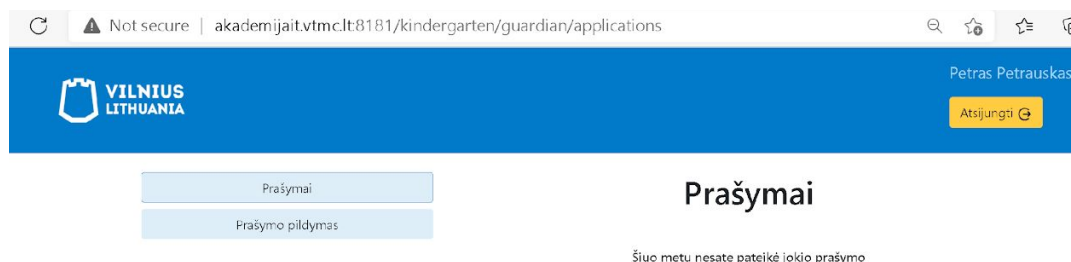 Not secure | akademijait.vtmc.lt:8181/kindergarten/guardian/applications
Petras Petrauskas
VILNIUS
LITHUANIA
Atsijungti
Prašymai
Prašymo pildymas
Prašymai
Šiuo metu nesate pateikė jokio prašymo